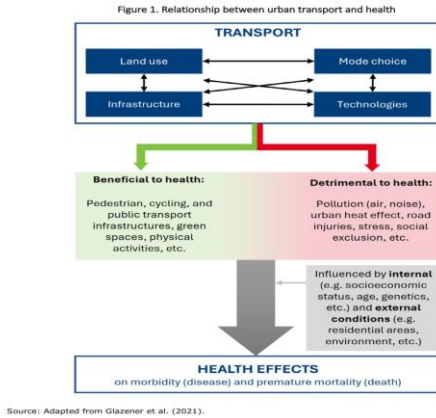 Figure 1. Relationship between urban transport and health
TRANSPORT
Land use
Mode choice
Infrastructure
Technologies
Beneficial to health:
Pedestrian, cycling, and
public transport
infrastructures, green
spaces, physical
activities, etc.
Detrimental to health:
Pollution (air, noise),
urban heat effect, road
injuries, stress, social
exclusion, etc.
Influenced by internal
(e.g. socioeconomic
status, age, genetics,
etc.) and external
conditions (e.g.
residential areas,
environment, etc.)
HEALTH EFFECTS
on morbidity (disease) and premature mortality (death)
Source: Adapted from Glazener et al. (2021).